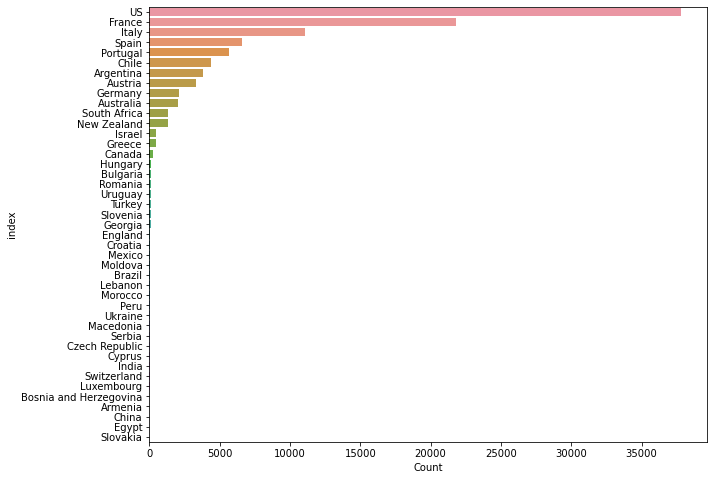 US
France
Italy
Spain
Portugal
Chile
Argentina
Austria
Germany
Australia
South Africa
New Zealand
Israel
Greece
Canada
Hungary
Bulgaria
Romania
Uruguay
Turkey
Slovenia
Georgia
England
Croatia
Mexico
Moldova
Brazil
Lebanon
Morocco
Peru
Ukraine
Macedonia
Serbia
Czech Republic
Cyprus
India
Switzerland
Luxembourg
Bosnia and Herzegovina
Armenia
China
Egypt
Slovakia
index
0 5000 10000 15000 20000 25000 30000 35000
Count